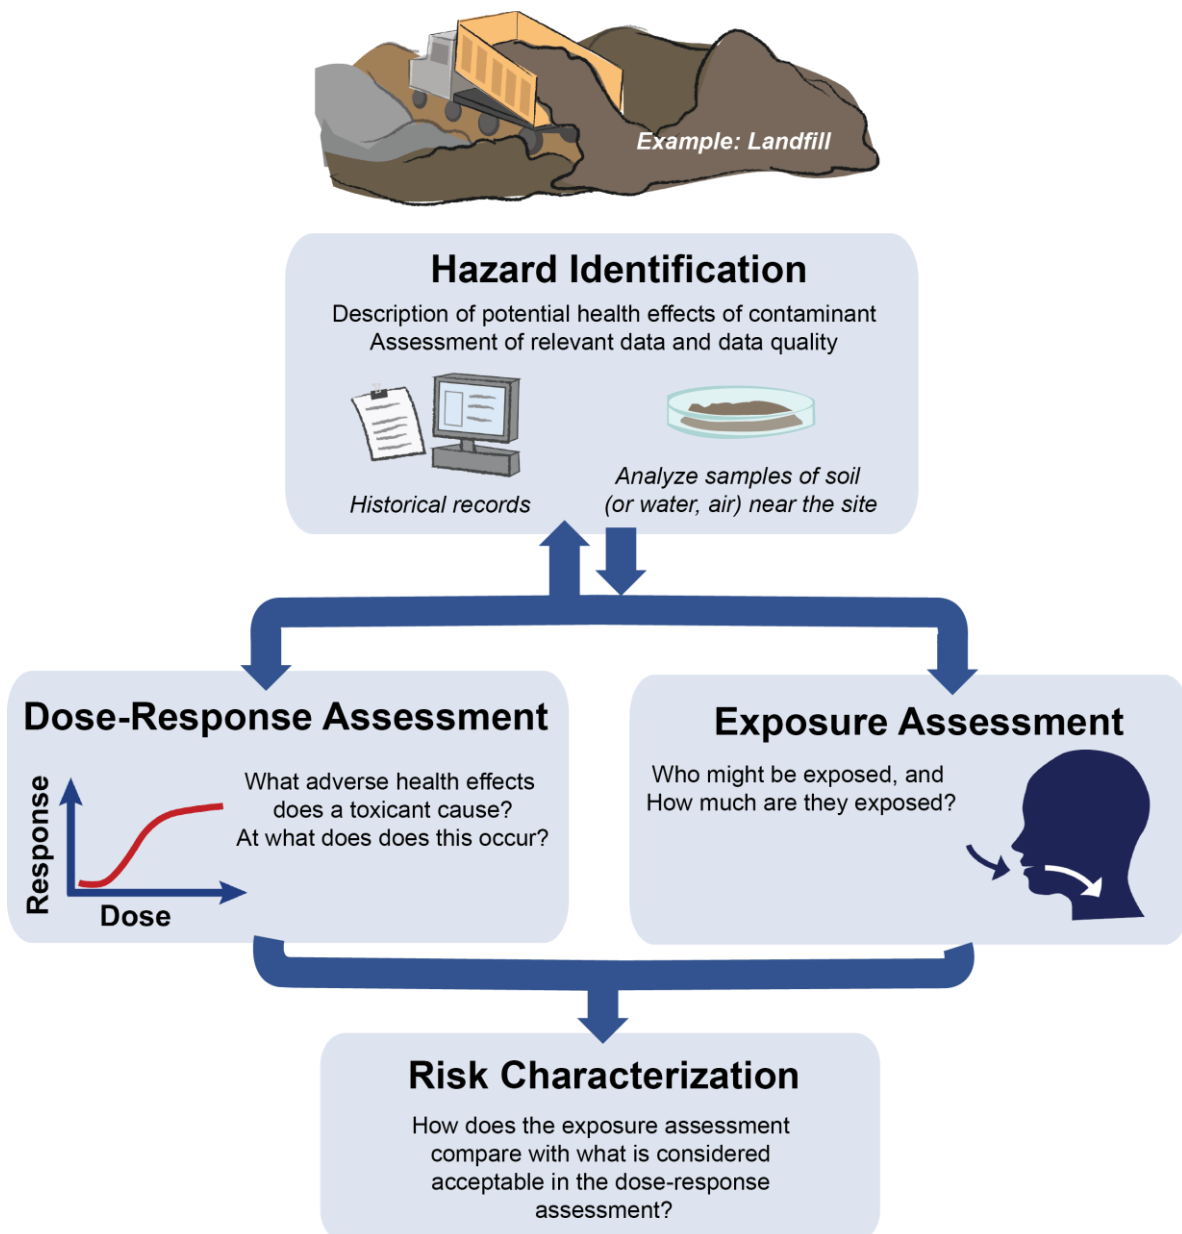 Example: Landfill
Hazard Identification
Description of potential health effects of contaminant
Assessment of relevant data and data quality
Historical records
Analyze samples of soil
(or water, air) near the site
Dose-Response Assessment
Response
Dose
What adverse health effects
does a toxicant cause?
At what does does this occur?
Exposure Assessment
Who might be exposed, and
How much are they exposed?
Risk Characterization
How does the exposure assessment
compare with what is considered
acceptable in the dose-response
assessment?